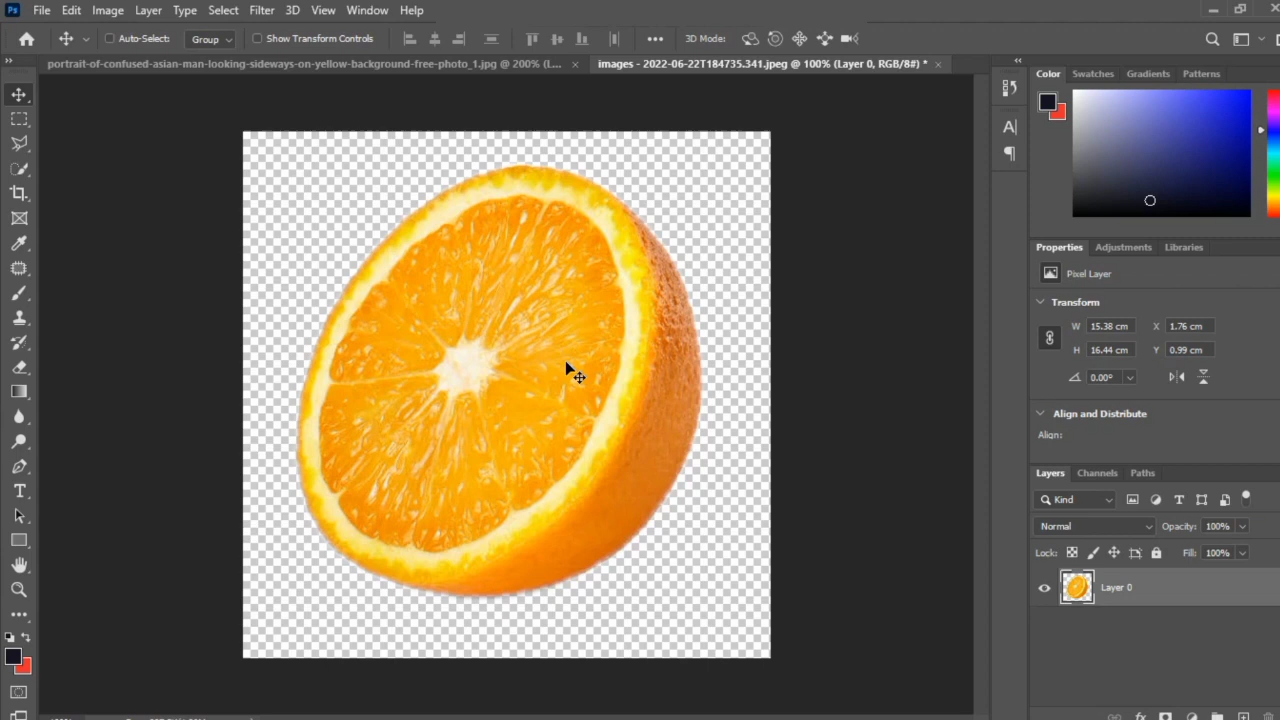 Ps File Edit Image Layer Type Select Filter 3D View Window Help
Auto-Select: Group Show Transform Controls 3D Mode:
portrait-of-confused-asian-man-looking-sideways-on-yellow-background-free-photo_1.jpg @ 200% (L... × images - 2022-06-22T184735.341.jpeg @ 100% (Layer 0, RGB/8#) * ×
Color Swatches Gradients Patterns
Properties Adjustments Libraries
Pixel Layer
Transform
W 15.38 cm X 1.76 cm
H 16.44 cm Y 0.99 cm
0.00°
Align and Distribute
Align:
Layers Channels Paths
Kind
Normal Opacity: 100%
Lock: Fill: 100%
Layer 0